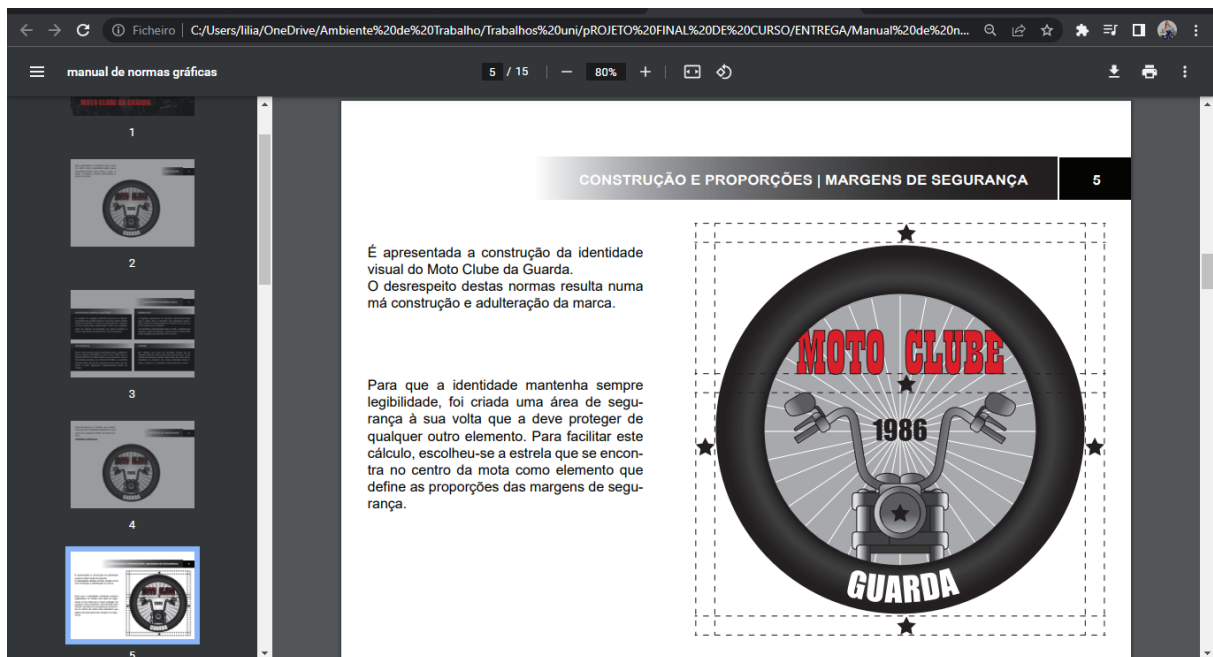 Ficheiro | C:/Users/lilia/OneDrive/Ambiente%20de%20Trabalho/Trabalhos%20uni/pROJETO%20FINAL%20DE%20CURSO/ENTREGA/Manual%20de%20n...
manual de normas gráficas
5 / 15
80%
MOTO CLUBE DA GUARDA
1
2
3
4
5
CONSTRUÇÃO E PROPORÇÕES | MARGENS DE SEGURANÇA
5
É apresentada a construção da identidade
visual do Moto Clube da Guarda.
O desrespeito destas normas resulta numa
má construção e adulteração da marca.
Para que a identidade mantenha sempre
legibilidade, foi criada uma área de segu-
rança à sua volta que a deve proteger de
qualquer outro elemento. Para facilitar este
cálculo, escolheu-se a estrela que se encon-
tra no centro da mota como elemento que
define as proporções das margens de segu-
rança.
MOTO CLUBE
1986
GUARDA